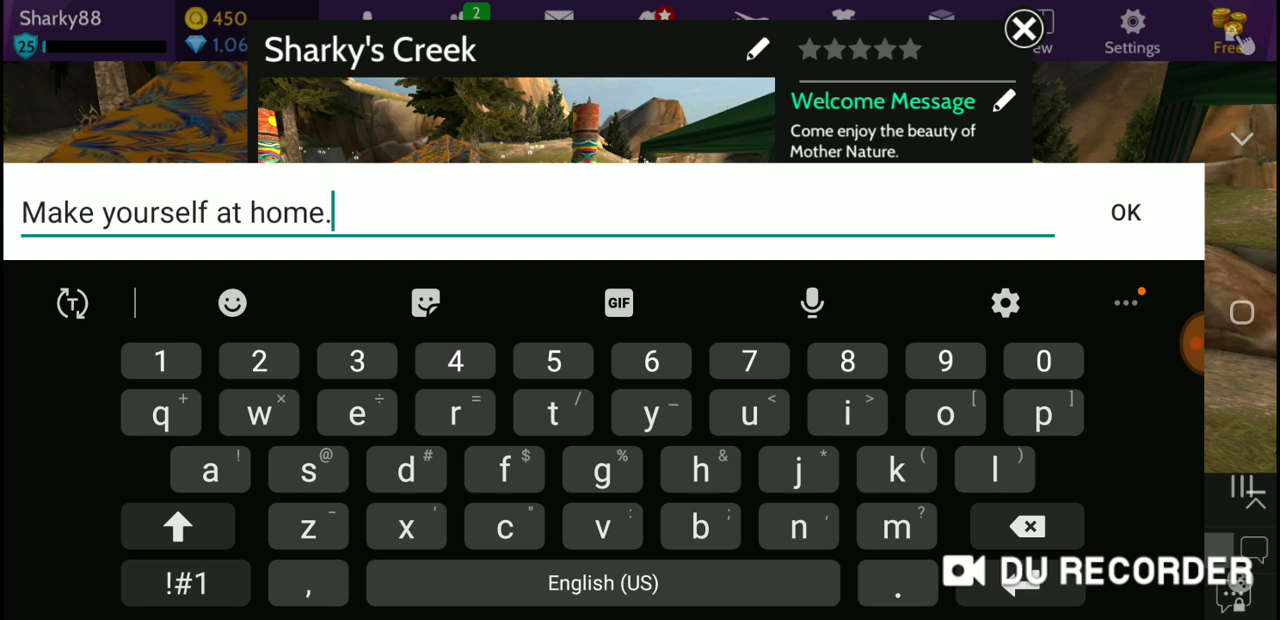 Sharky88
25
450
1,06
2
Settings
Free
Sharky's Creek
Welcome Message
Come enjoy the beauty of
Mother Nature.
Make yourself at home.
OK
T
GIF
1 2 3 4 5 6 7 8 9 0
q + w × e ÷ r = t / y _ u < i > o [ p ]
a ! s @ d # f $ g % h & j * k ( l )
z - x ' c " v : b ; n , m ?
!#1 , English (US) .
DU RECORDER